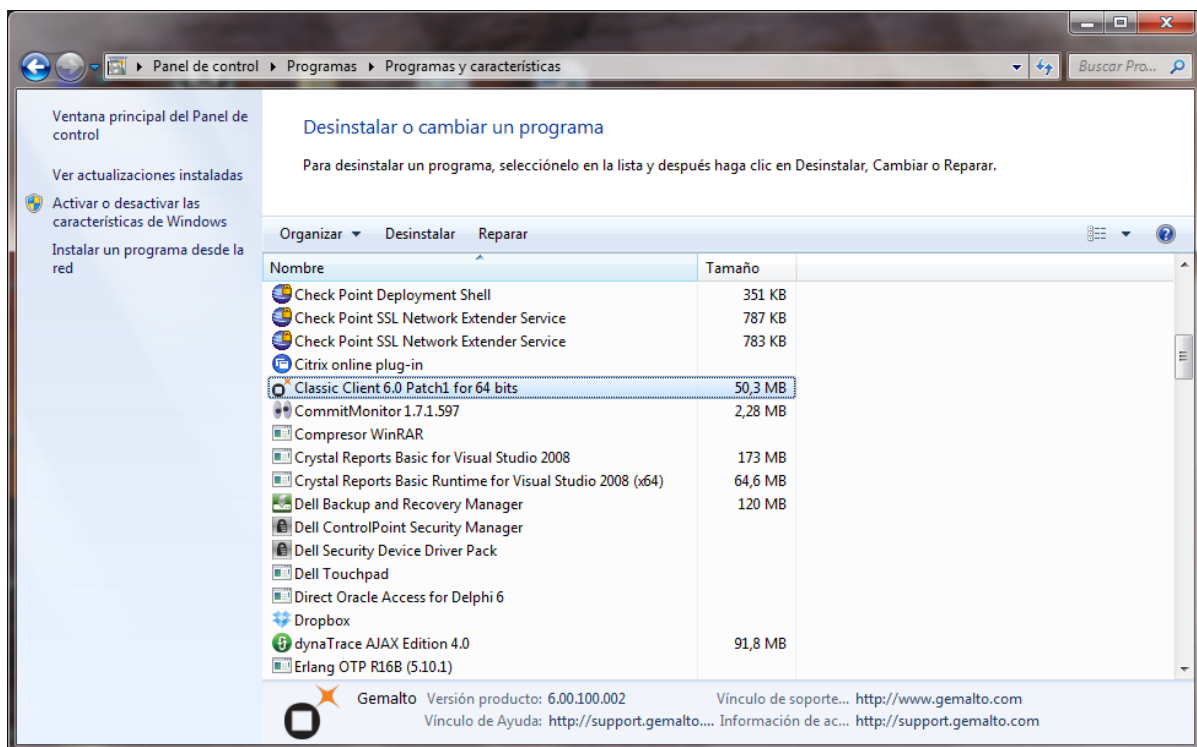 Panel de control ▸ Programas ▸ Programas y características
Buscar Pro...
Ventana principal del Panel de
control
Ver actualizaciones instaladas
Activar o desactivar las
características de Windows
Instalar un programa desde la
red
Desinstalar o cambiar un programa
Para desinstalar un programa, selecciónelo en la lista y después haga clic en Desinstalar, Cambiar o Reparar.
Organizar Desinstalar Reparar
Nombre Tamaño
Check Point Deployment Shell 351 KB
Check Point SSL Network Extender Service 787 KB
Check Point SSL Network Extender Service 783 KB
Citrix online plug-in
Classic Client 6.0 Patch1 for 64 bits 50,3 MB
CommitMonitor 1.7.1.597 2,28 MB
Compresor WinRAR
Crystal Reports Basic for Visual Studio 2008 173 MB
Crystal Reports Basic Runtime for Visual Studio 2008 (x64) 64,6 MB
Dell Backup and Recovery Manager 120 MB
Dell ControlPoint Security Manager
Dell Security Device Driver Pack
Dell Touchpad
Direct Oracle Access for Delphi 6
Dropbox
dynaTrace AJAX Edition 4.0 91,8 MB
Erlang OTP R16B (5.10.1)
Gemalto Versión producto: 6.00.100.002 Vínculo de soporte... http://www.gemalto.com
Vínculo de Ayuda: http://support.gemalto.... Información de ac... http://support.gemalto.com